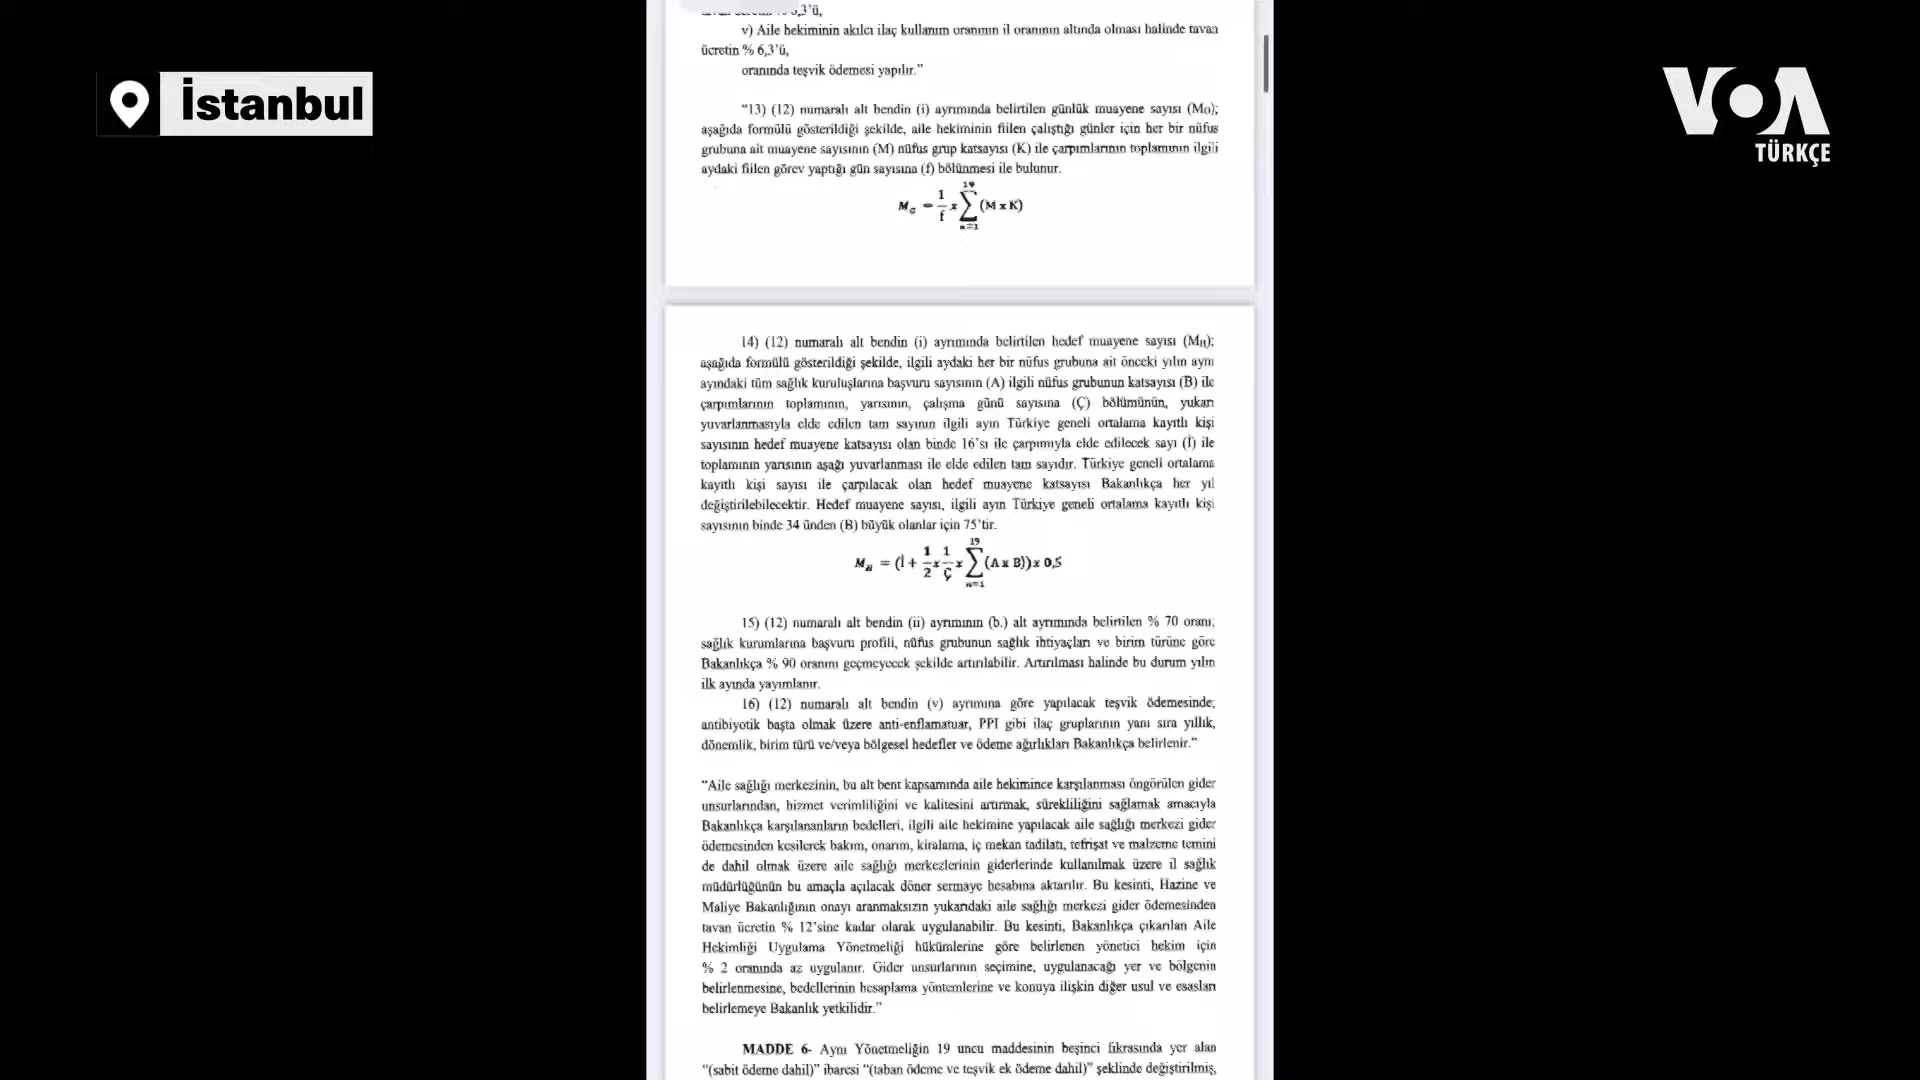 İstanbul
VOA
TÜRKÇE
v) Aile hekiminin akılcı ilaç kullanım oranının il oranının altında olması halinde tavan
ücretin % 6,3’ü,
oranında teşvik ödemesi yapılır.”
“13) (12) numaralı alt bendin (i) ayrımında belirtilen günlük muayene sayısı (MG);
aşağıda formülü gösterildiği şekilde, aile hekiminin fiilen çalıştığı günler için her bir nüfus
grubuna ait muayene sayısının (M) nüfus grup katsayısı (K) ile çarpımlarının toplamının ilgili
aydaki fiilen görev yaptığı gün sayısına (f) bölünmesi ile bulunur.
M_G = 1/f x ∑_{n=1}^{19} (M x K)
14) (12) numaralı alt bendin (i) ayrımında belirtilen hedef muayene sayısı (MH);
aşağıda formülü gösterildiği şekilde, ilgili aydaki her bir nüfus grubuna ait önceki yılın aynı
ayındaki tüm sağlık kuruluşlarına başvuru sayısının (A) ilgili nüfus grubunun katsayısı (B) ile
çarpımlarının toplamının, yarısının, çalışma günü sayısına (Ç) bölümünün, yukarı
yuvarlanmasıyla elde edilen tam sayının ilgili ayın Türkiye geneli ortalama kayıtlı kişi
sayısının hedef muayene katsayısı olan binde 16’sı ile çarpımıyla elde edilecek sayı (İ) ile
toplamının yarısının aşağı yuvarlanması ile elde edilen tam sayıdır. Türkiye geneli ortalama
kayıtlı kişi sayısı ile çarpılacak olan hedef muayene katsayısı Bakanlıkça her yıl
değiştirilebilecektir. Hedef muayene sayısı, ilgili ayın Türkiye geneli ortalama kayıtlı kişi
sayısının binde 34 ünden (B) büyük olanlar için 75’tir.
M_H = (İ + 1/2 x 1/Ç x ∑_{n=1}^{19} (A x B)) x 0,5
15) (12) numaralı alt bendin (ii) ayrımının (b.) alt ayrımında belirtilen % 70 oranı,
sağlık kurumlarına başvuru profili, nüfus grubunun sağlık ihtiyaçları ve birim türüne göre
Bakanlıkça % 90 oranını geçmeyecek şekilde artırılabilir. Artırılması halinde bu durum yılın
ilk ayında yayımlanır.
16) (12) numaralı alt bendin (v) ayrımına göre yapılacak teşvik ödemesinde;
antibiyotik başta olmak üzere anti-enflamatuar, PPI gibi ilaç gruplarının yanı sıra yıllık,
dönemlik, birim türü ve/veya bölgesel hedefler ve ödeme ağırlıkları Bakanlıkça belirlenir.”
“Aile sağlığı merkezinin, bu alt bent kapsamında aile hekimince karşılanması öngörülen gider
unsurlarından, hizmet verimliliğini ve kalitesini artırmak, sürekliliğini sağlamak amacıyla
Bakanlıkça karşılananların bedelleri, ilgili aile hekimine yapılacak aile sağlığı merkezi gider
ödemesinden kesilerek bakım, onarım, kiralama, iç mekan tadilatı, tefrişat ve malzeme temini
de dahil olmak üzere aile sağlığı merkezlerinin giderlerinde kullanılmak üzere il sağlık
müdürlüğünün bu amaçla açılacak döner sermaye hesabına aktarılır. Bu kesinti, Hazine ve
Maliye Bakanlığının onayı aranmaksızın yukarıdaki aile sağlığı merkezi gider ödemesinden
tavan ücretin % 12’sine kadar olarak uygulanabilir. Bu kesinti, Bakanlıkça çıkarılan Aile
Hekimliği Uygulama Yönetmeliği hükümlerine göre belirlenen yönetici hekim için
% 2 oranında az uygulanır. Gider unsurlarının seçimine, uygulanacağı yer ve bölgenin
belirlenmesine, bedellerinin hesaplama yöntemlerine ve konuya ilişkin diğer usul ve esasları
belirlemeye Bakanlık yetkilidir.”
MADDE 6- Aynı Yönetmeliğin 19 uncu maddesinin beşinci fıkrasında yer alan
“(sabit ödeme dahil)” ibaresi “(taban ödeme ve teşvik ek ödeme dahil)” şeklinde değiştirilmiş,